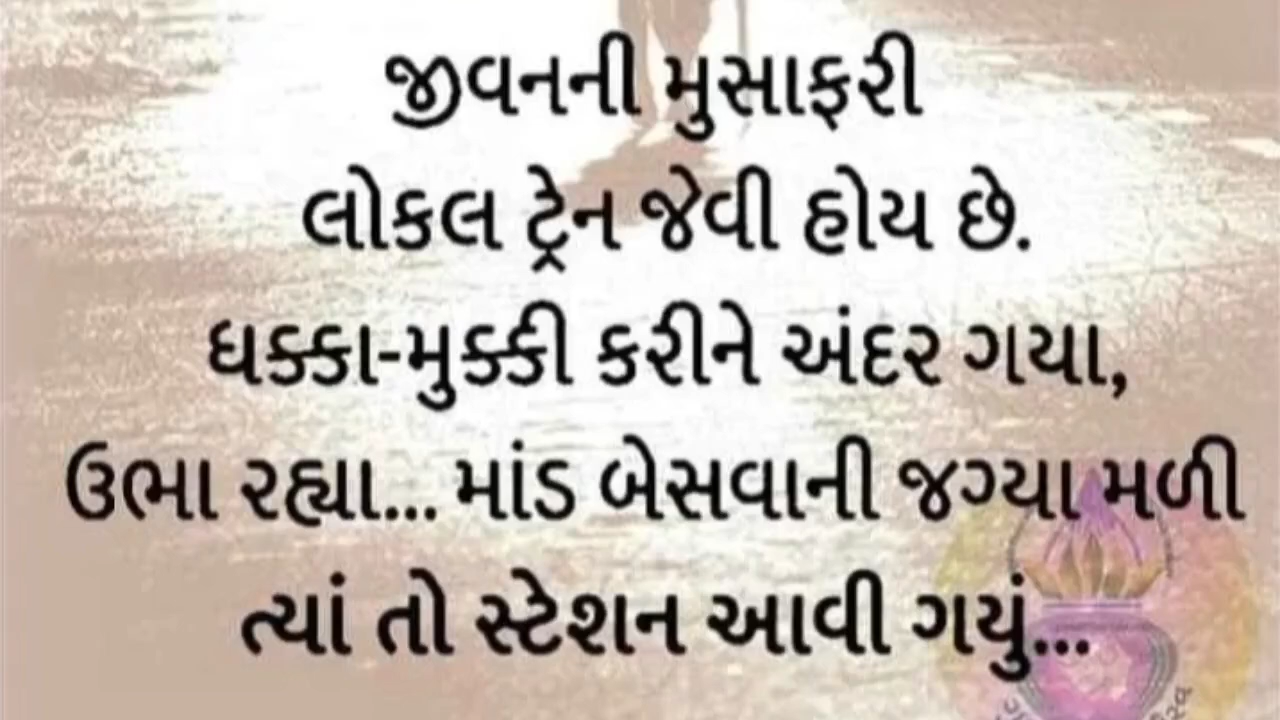 જીવનની મુસાફરી
લોકલ ટ્રેન જેવી હોય છે.
ધક્કા-મુક્કી કરીને અંદર ગયા,
ઉભા રહ્યા... માંડ બેસવાની જગ્યા મળી
ત્યાં તો સ્ટેશન આવી ગયું...